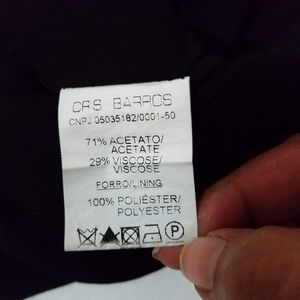 CRIS BARROS
CNPJ 05035182/0001-50
71% ACETATO/
ACETATE
29% VISCOSE/
VISCOSE
FORRO/LINING
100% POLIÉSTER/
POLYESTER
P